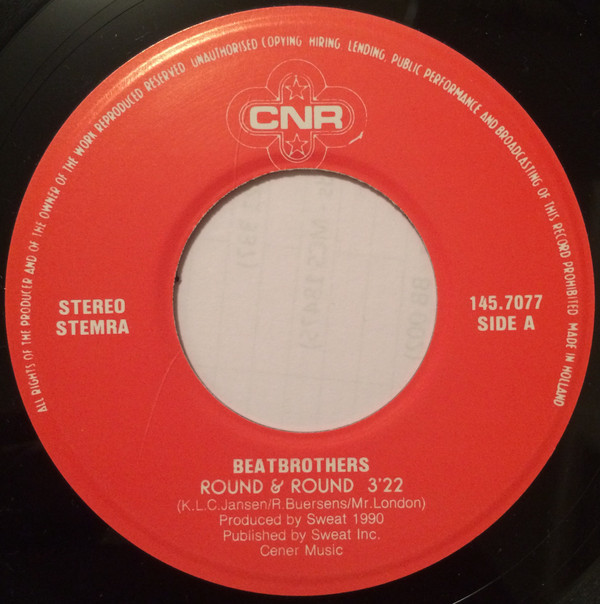 ALL RIGHTS OF THE PRODUCER AND OF THE OWNER OF THE WORK REPRODUCED RESERVED UNAUTHORISED COPYING HIRING LENDING, PUBLIC PERFORMANCE AND BROADCASTING OF THIS RECORD PROHIBITED MADE IN HOLLAND
CNR
STEREO
STEMRA
145.7077
SIDE A
BEATBROTHERS
ROUND & ROUND 3'22
(K.L.C.Jansen/R.Buersens/Mr.London)
Produced by Sweat 1990
Published by Sweat Inc.
Cener Music